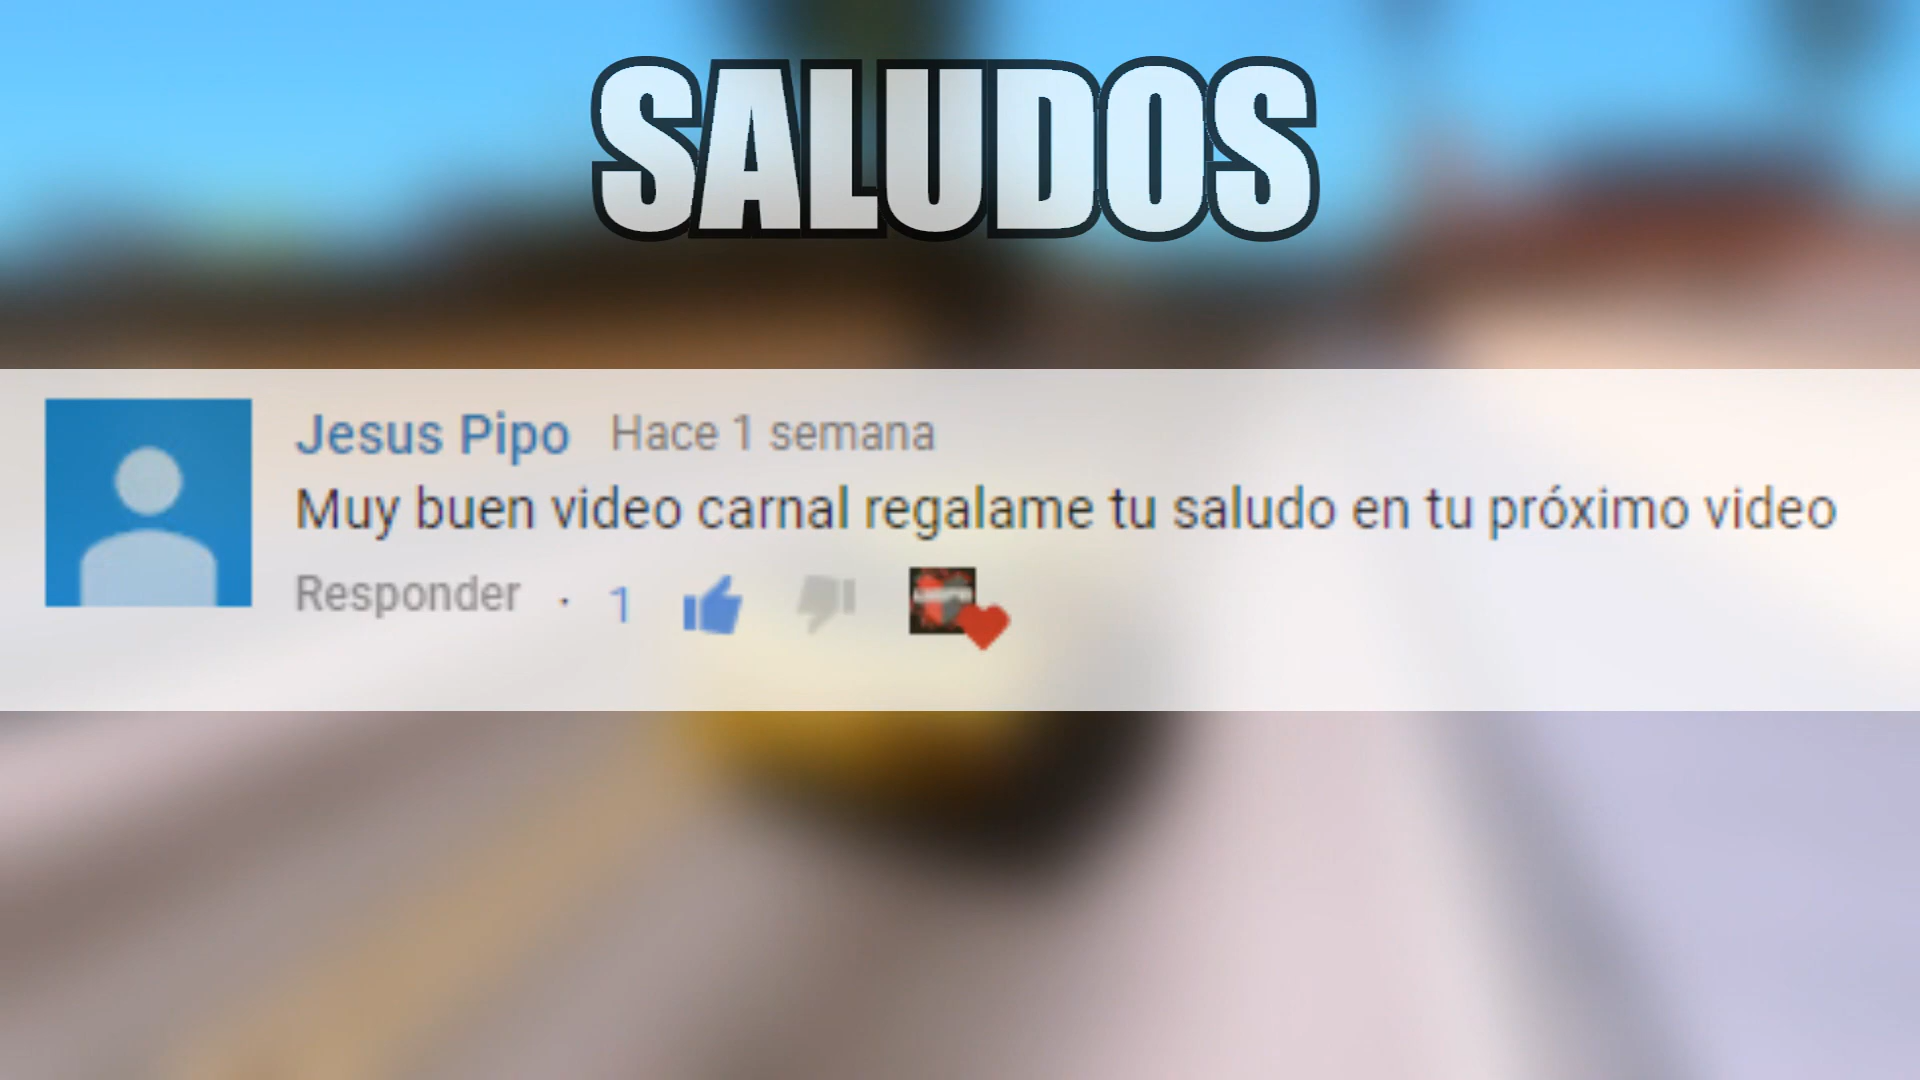 SALUDOS
Jesus Pipo Hace 1 semana
Muy buen video carnal regalame tu saludo en tu próximo video
Responder · 1